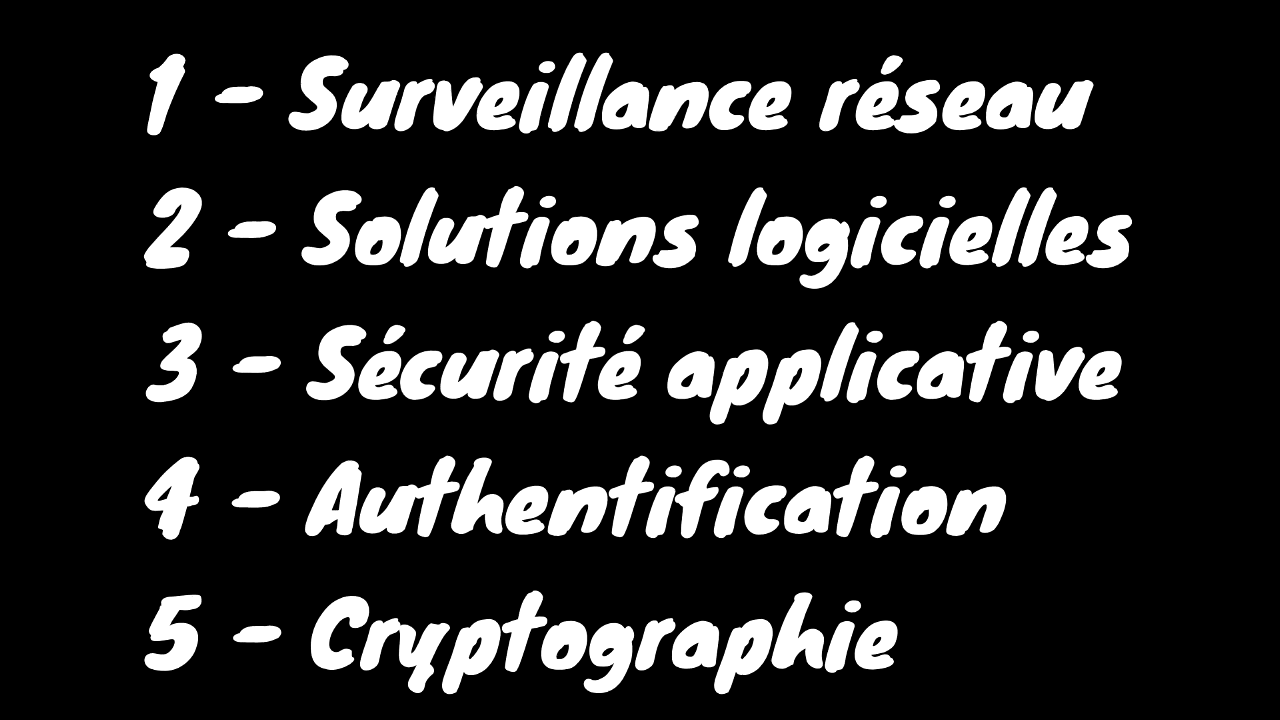 1 - Surveillance réseau
2 - Solutions logicielles
3 - Sécurité applicative
4 - Authentification
5 - Cryptographie